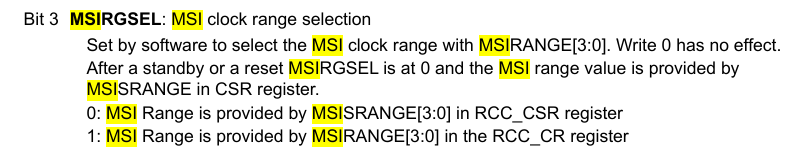 Bit 3 MSIRGSEL: MSI clock range selection
Set by software to select the MSI clock range with MSIRANGE[3:0]. Write 0 has no effect.
After a standby or a reset MSIRGSEL is at 0 and the MSI range value is provided by
MSISRANGE in CSR register.
0: MSI Range is provided by MSISRANGE[3:0] in RCC_CSR register
1: MSI Range is provided by MSIRANGE[3:0] in the RCC_CR register